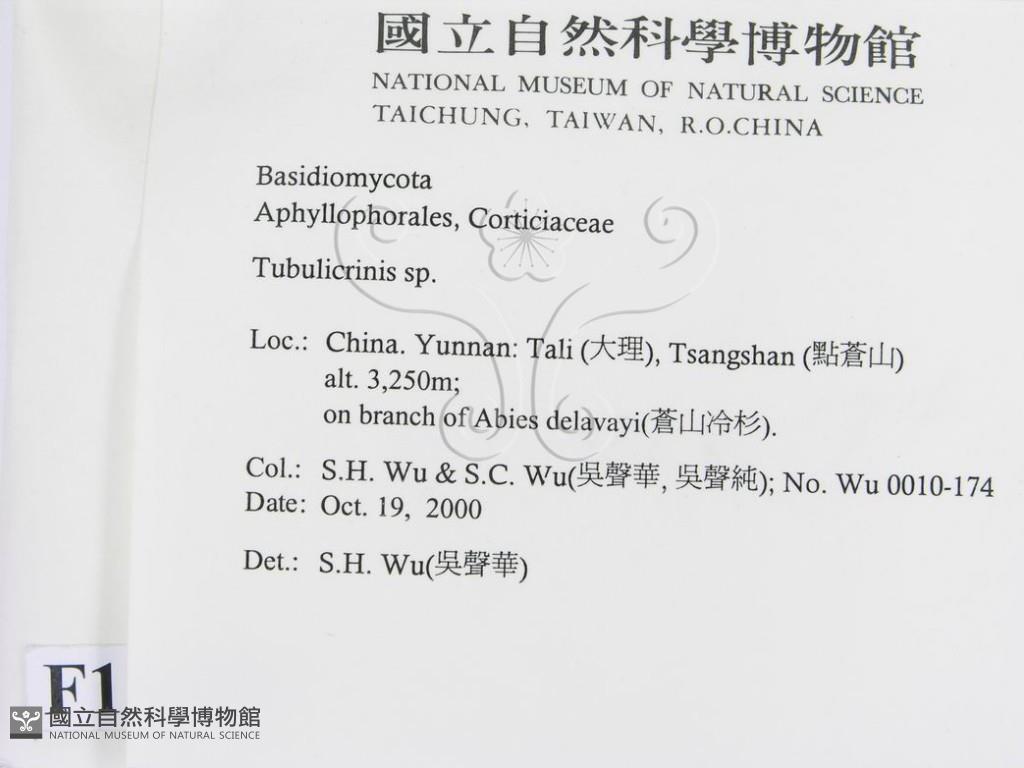 國立自然科學博物館
NATIONAL MUSEUM OF NATURAL SCIENCE
TAICHUNG, TAIWAN, R.O.CHINA
Basidiomycota
Aphyllophorales, Corticiaceae
Tubulicrinis sp.
Loc.: China. Yunnan: Tali (大理), Tsangshan (點蒼山)
alt. 3,250m;
on branch of Abies delavayi(蒼山冷杉).
Col.: S.H. Wu & S.C. Wu(吳聲華, 吳聲純); No. Wu 0010-174
Date: Oct. 19, 2000
Det.: S.H. Wu(吳聲華)
F1
國立自然科學博物館
NATIONAL MUSEUM OF NATURAL SCIENCE